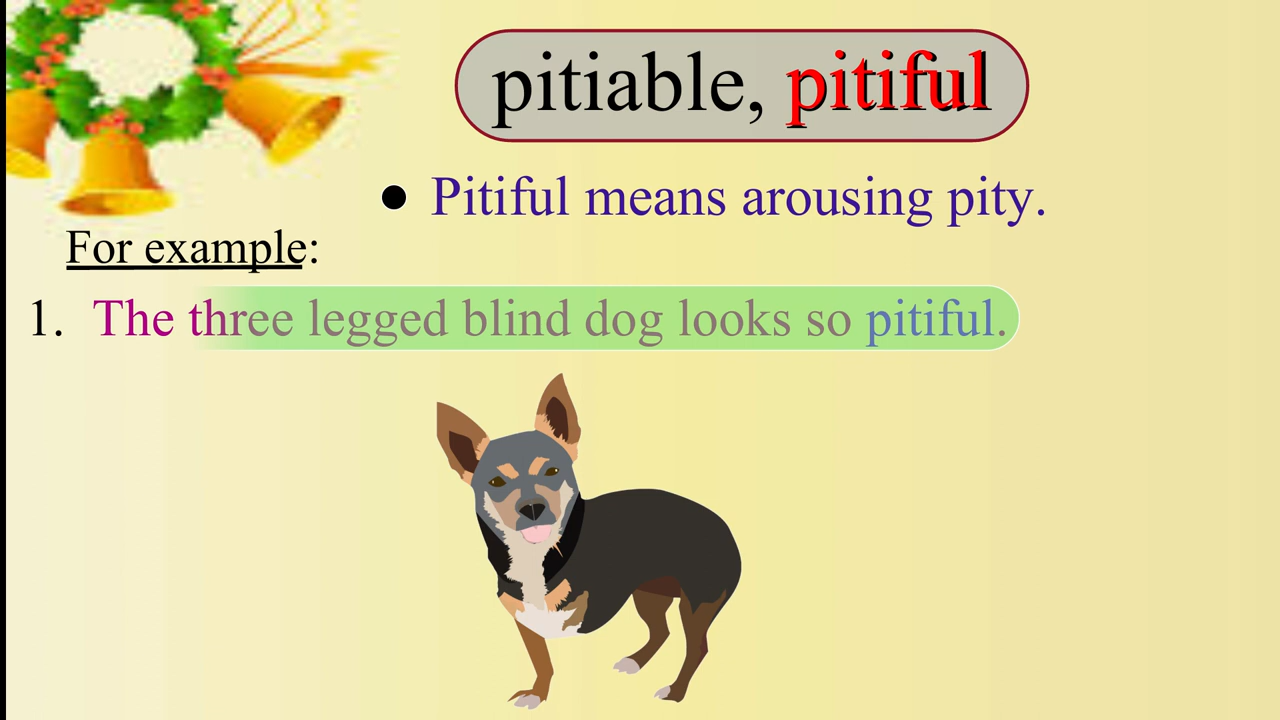 pitiable, pitiful
● Pitiful means arousing pity.
For example:
1. The three legged blind dog looks so pitiful.